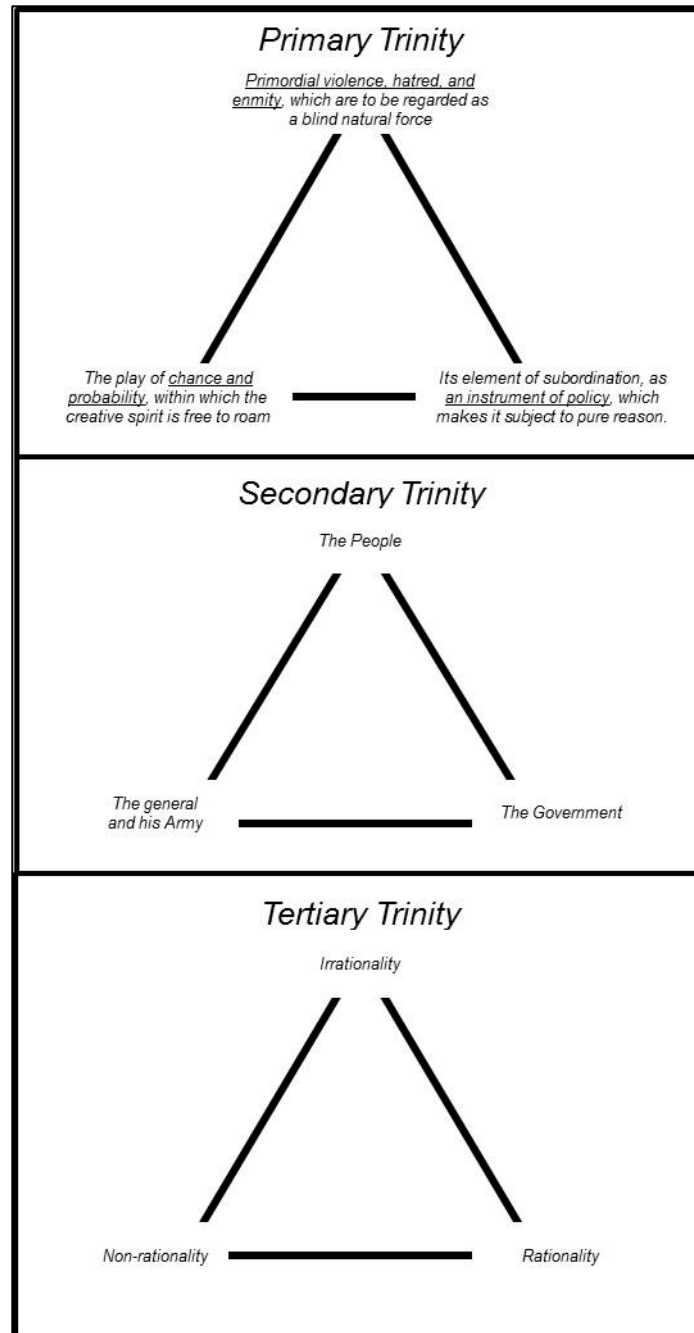 Primary Trinity
Primordial violence, hatred, and
enmity, which are to be regarded as
a blind natural force
The play of chance and
probability, within which the
creative spirit is free to roam
Its element of subordination, as
an instrument of policy, which
makes it subject to pure reason.
Secondary Trinity
The People
The general
and his Army
The Government
Tertiary Trinity
Irrationality
Non-rationality
Rationality